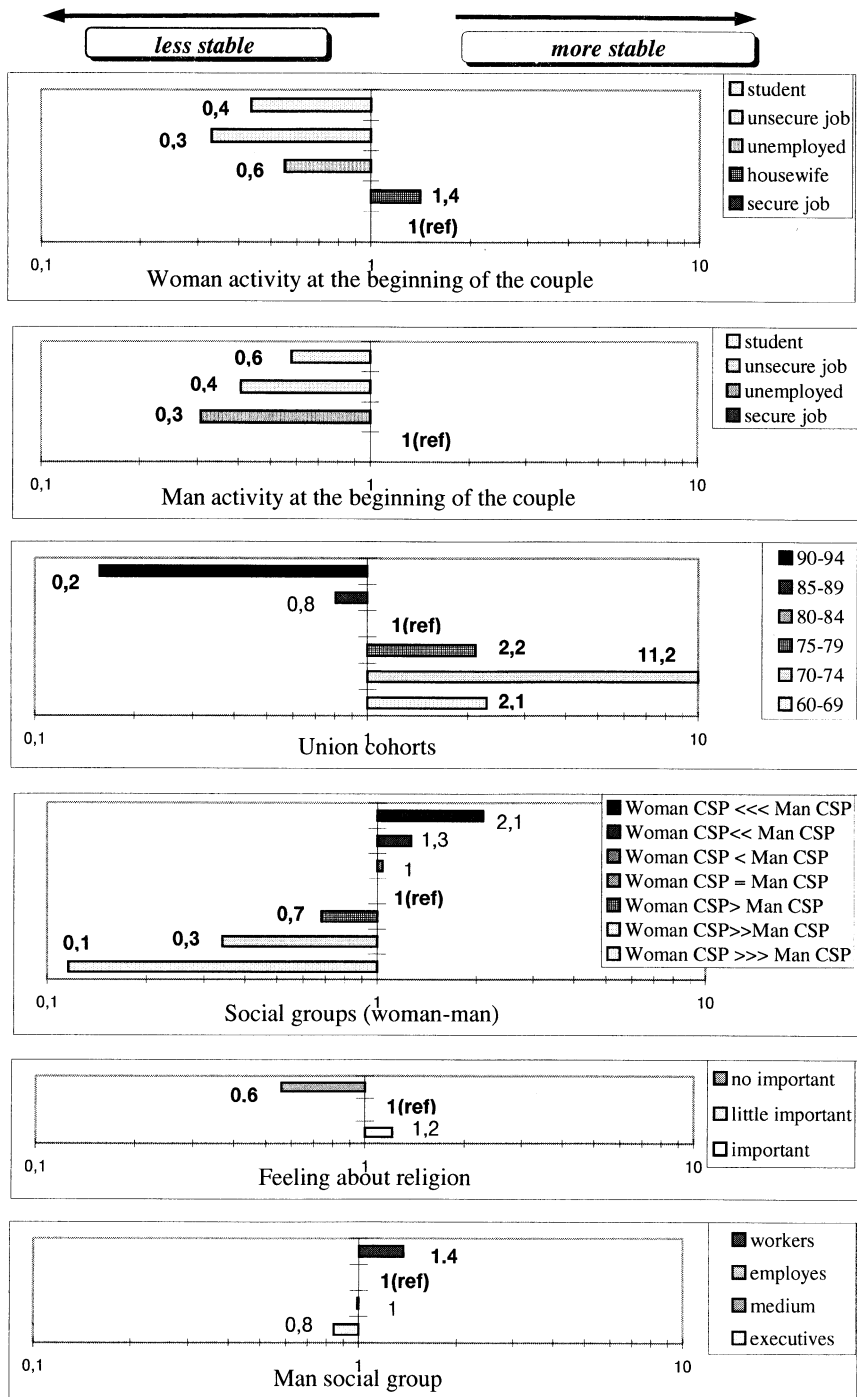 less stable more stable
0,4
0,3
0,6
1,4
1(ref)
student
unsecure job
unemployed
housewife
secure job
0,1 1 10
Woman activity at the beginning of the couple
0,6
0,4
0,3
1(ref)
student
unsecure job
unemployed
secure job
0,1 1 10
Man activity at the beginning of the couple
0,2
0,8
1(ref)
2,2
11,2
2,1
90-94
85-89
80-84
75-79
70-74
60-69
0,1 1 10
Union cohorts
2,1
1,3
1
1(ref)
0,7
0,3
0,1
Woman CSP <<< Man CSP
Woman CSP<< Man CSP
Woman CSP < Man CSP
Woman CSP = Man CSP
Woman CSP> Man CSP
Woman CSP>>Man CSP
Woman CSP >>> Man CSP
0,1 1 10
Social groups (woman-man)
0.6
1(ref)
1,2
no important
little important
important
0,1 1 10
Feeling about religion
1.4
1(ref)
1
0,8
workers
employes
medium
executives
0,1 1 10
Man social group